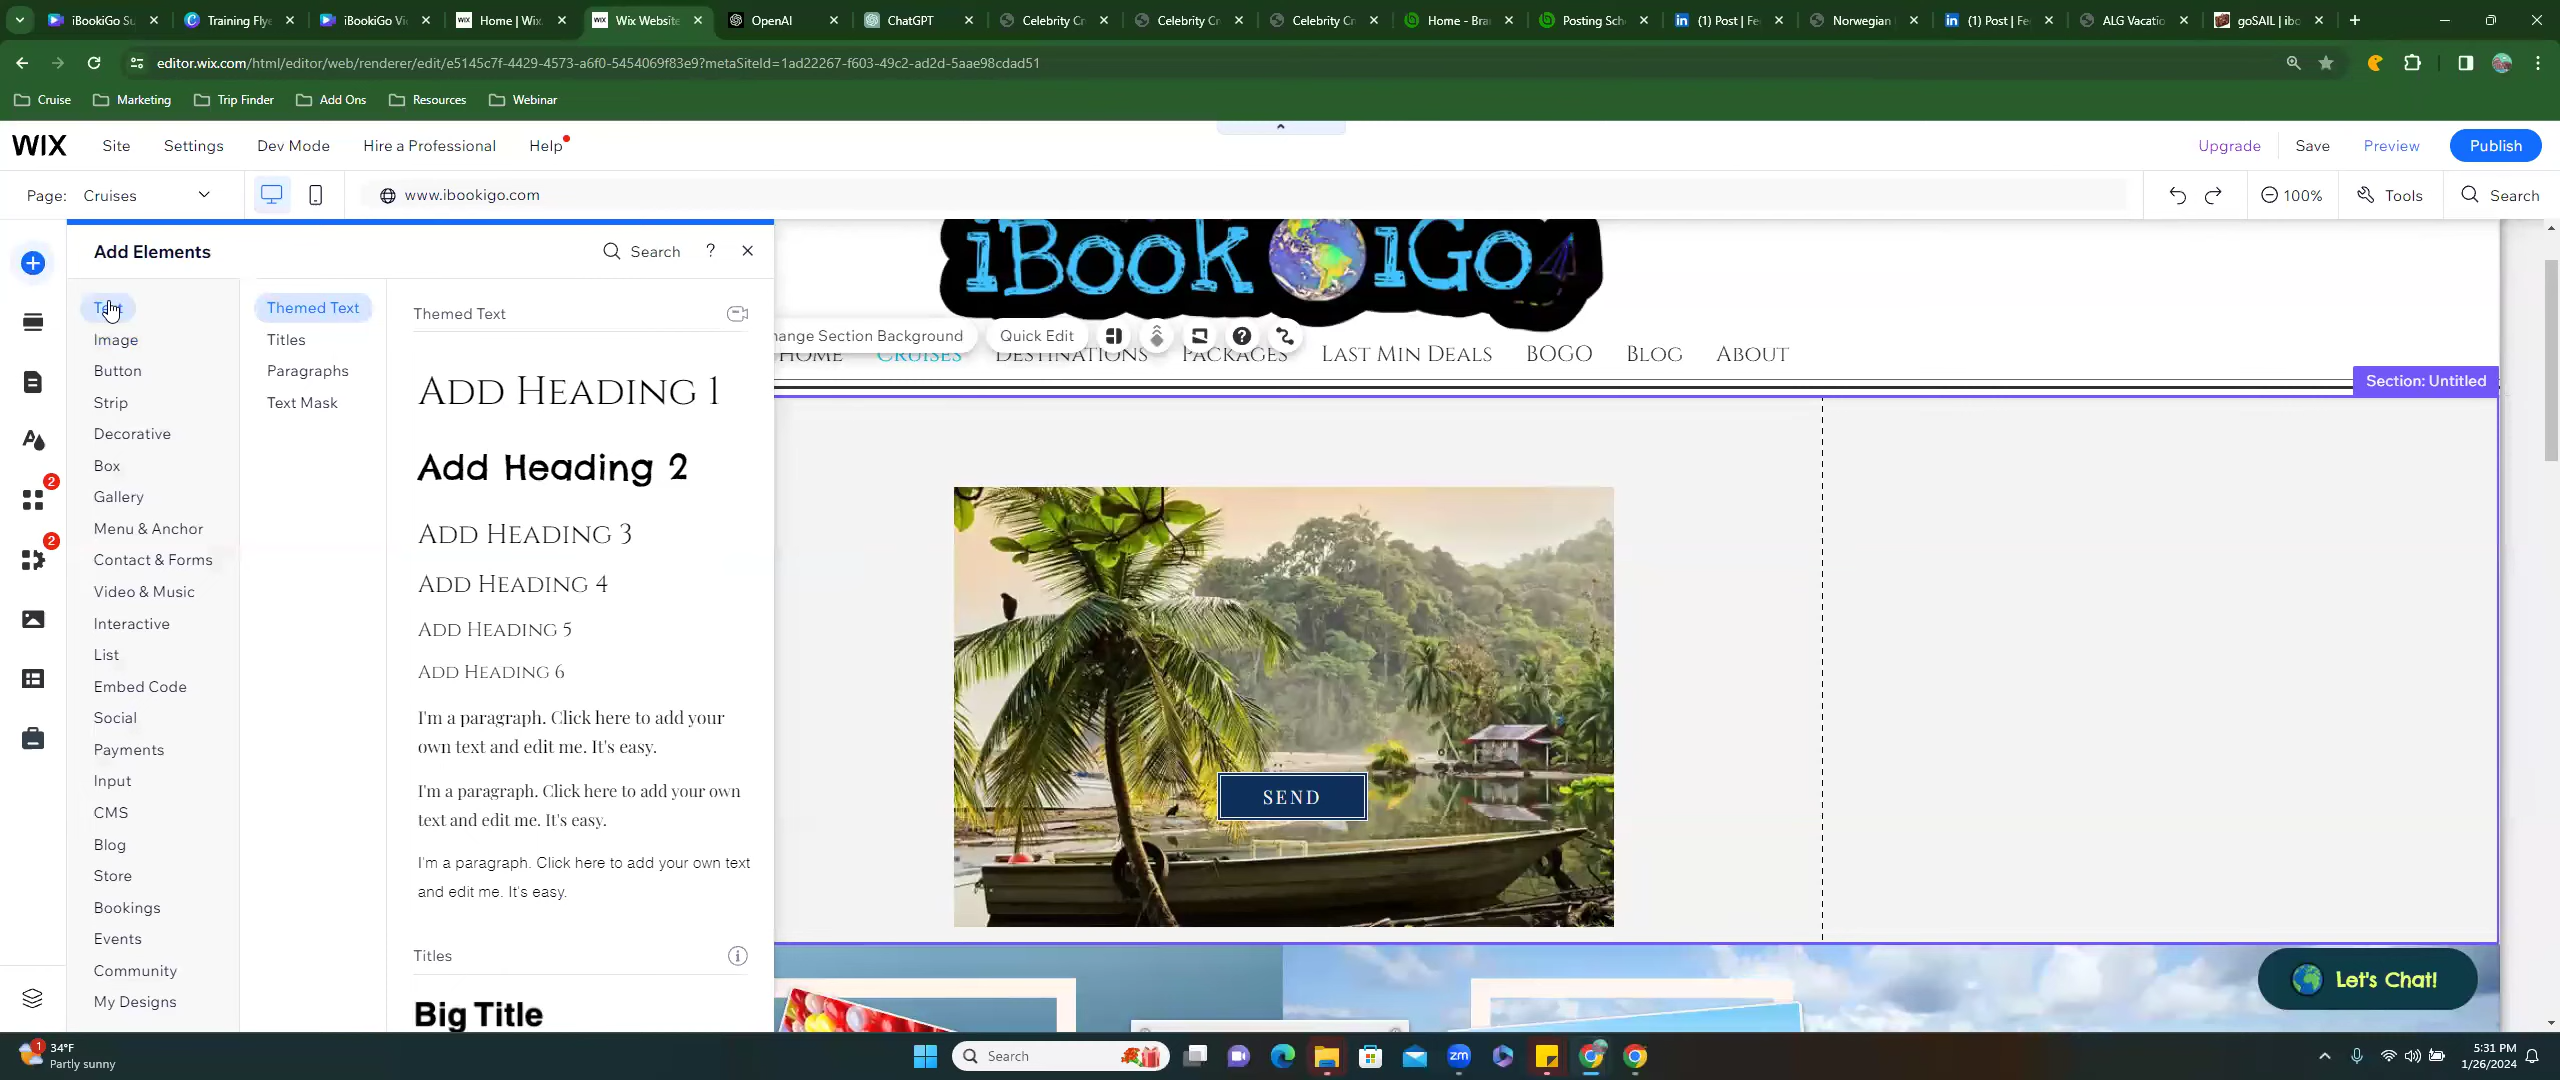 iBookiGo Su
Training Flye
iBookiGo Vi
Home | Wix
Wix Website
OpenAI
ChatGPT
Celebrity Cr
Celebrity Cr
Celebrity Cr
Home - Bra
Posting Sch
(1) Post | Fe
Norwegian
(1) Post | Fe
ALG Vacatio
goSAIL | ibo
editor.wix.com/html/editor/web/renderer/edit/e5145c7f-4429-4573-a6f0-5454069f83e9?metaSiteId=1ad22267-f603-49c2-ad2d-5aae98cdad51
Cruise
Marketing
Trip Finder
Add Ons
Resources
Webinar
WIX
Site
Settings
Dev Mode
Hire a Professional
Help
Upgrade
Save
Preview
Publish
Page: Cruises
www.ibookigo.com
100%
Tools
Search
Add Elements
Search
?
Text
Image
Button
Strip
Decorative
Box
Gallery
Menu & Anchor
Contact & Forms
Video & Music
Interactive
List
Embed Code
Social
Payments
Input
CMS
Blog
Store
Bookings
Events
Community
My Designs
2
2
Themed Text
Titles
Paragraphs
Text Mask
Themed Text
Add Heading 1
Add Heading 2
Add Heading 3
Add Heading 4
Add Heading 5
Add Heading 6
I'm a paragraph. Click here to add your
own text and edit me. It's easy.
I'm a paragraph. Click here to add your own
text and edit me. It's easy.
I'm a paragraph. Click here to add your own text
and edit me. It's easy.
Titles
Big Title
iBook iGo
hange Section Background
Quick Edit
Home
Cruises
Destinations
Packages
Last Min Deals
BOGO
Blog
About
Section: Untitled
SEND
Let's Chat!
1
34°F
Partly sunny
Search
zm
5:31 PM
1/26/2024